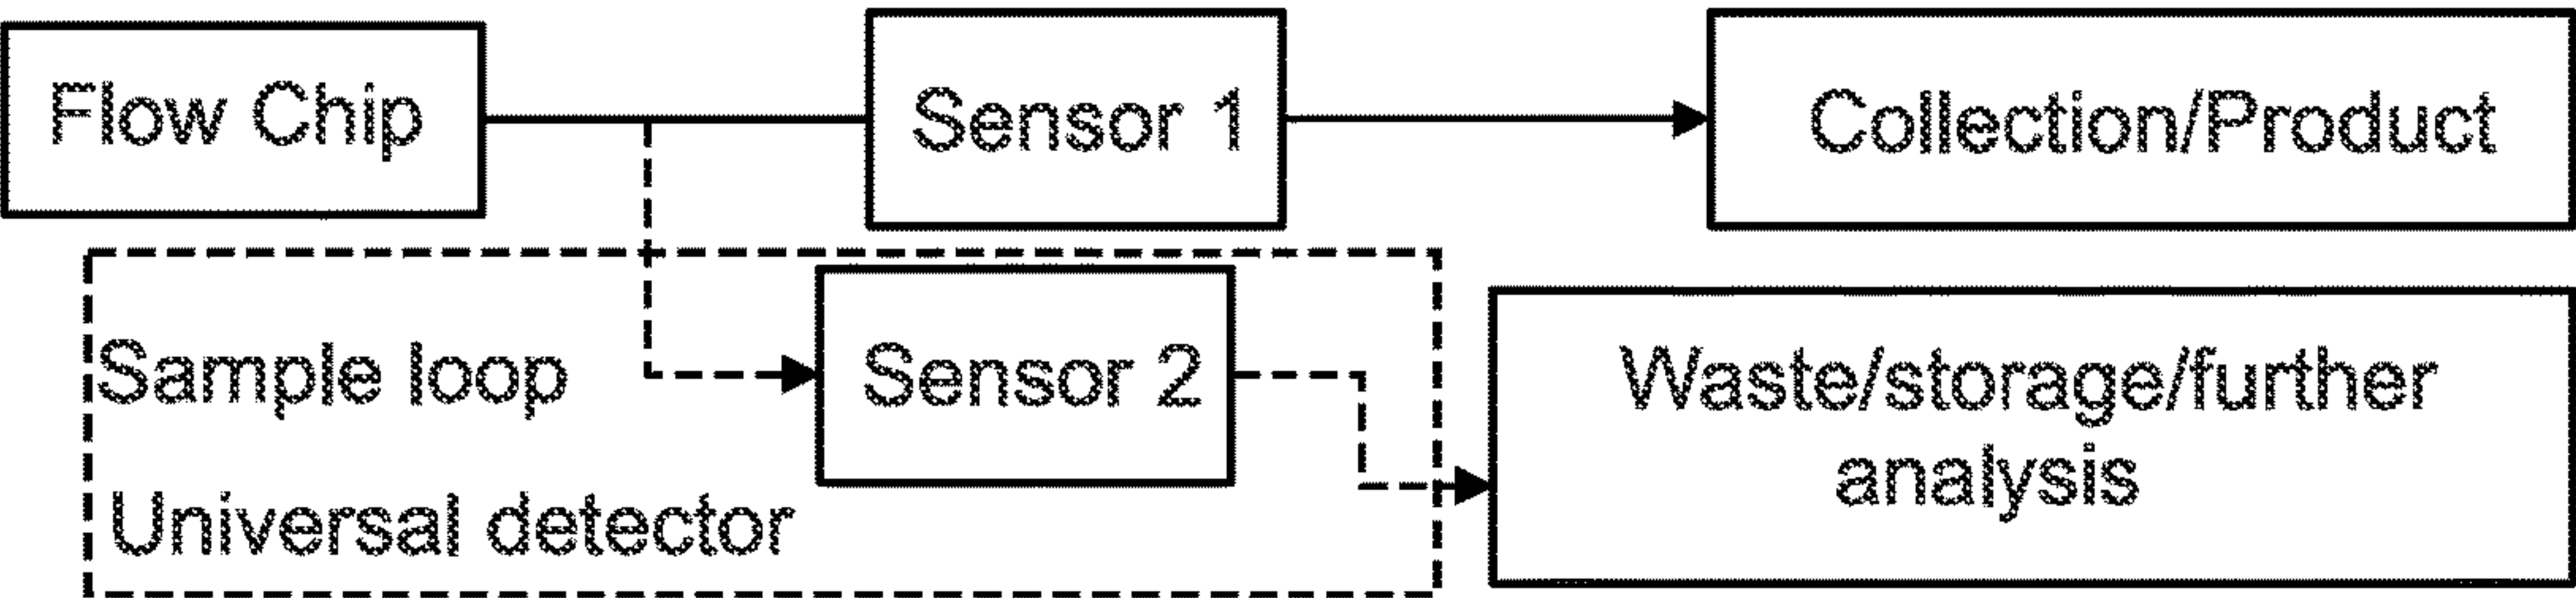 Flow Chip
Sensor 1
Collection/Product
Sample loop
Sensor 2
Waste/storage/further
analysis
Universal detector